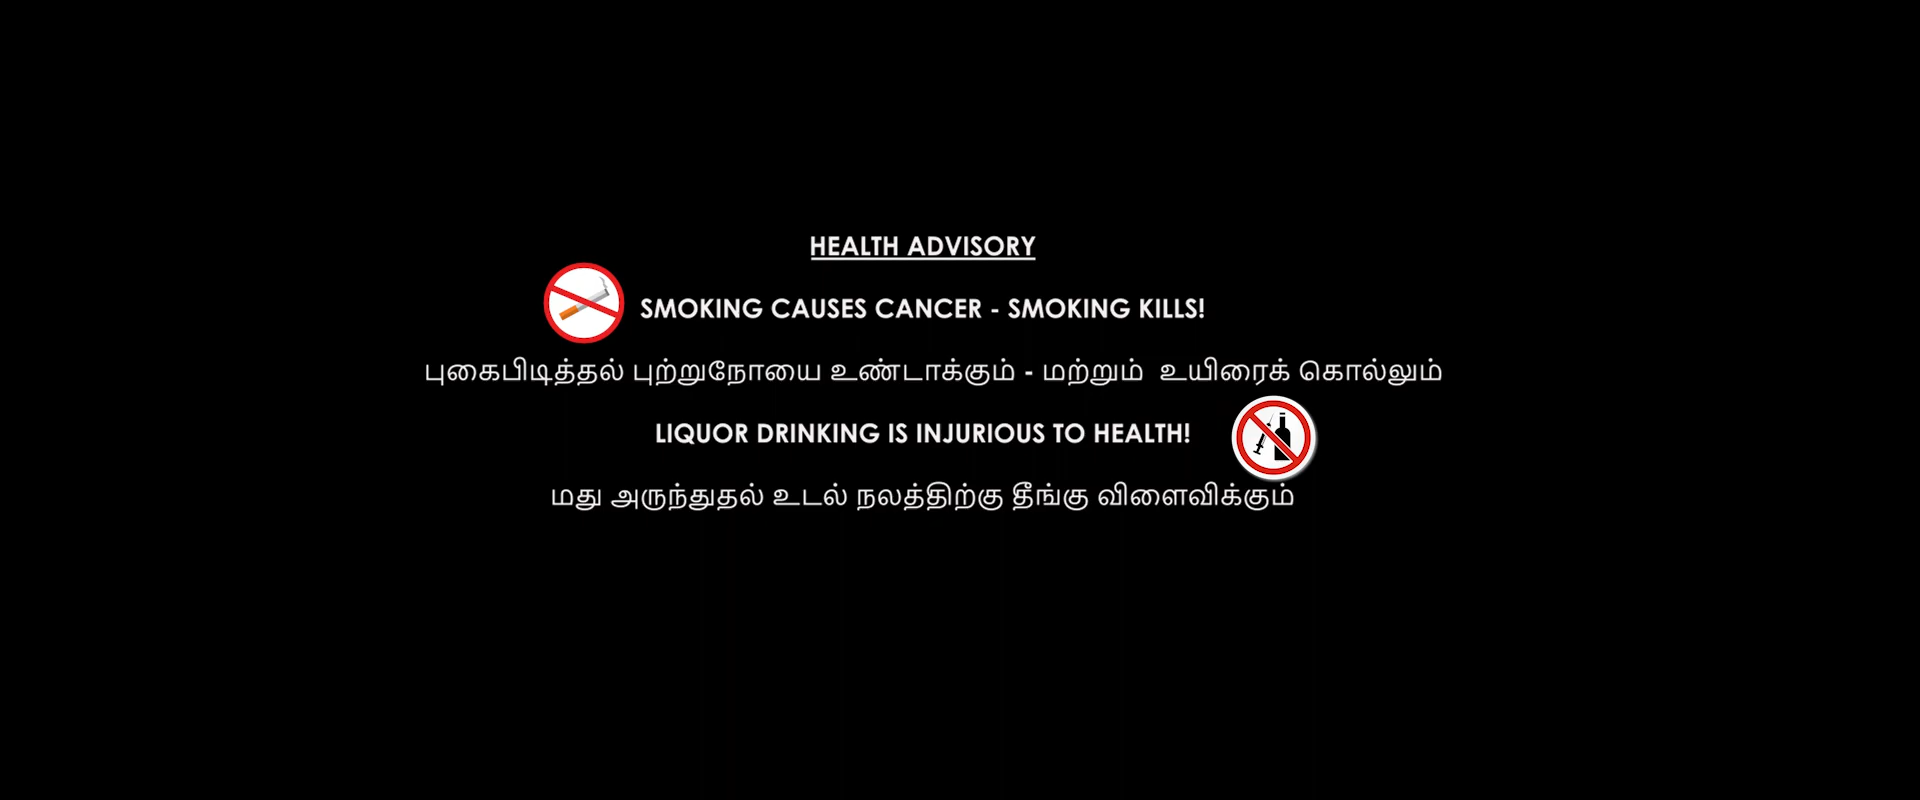 HEALTH ADVISORY
SMOKING CAUSES CANCER - SMOKING KILLS!
புகைபிடித்தல் புற்றுநோயை உண்டாக்கும் - மற்றும் உயிரைக் கொல்லும்
LIQUOR DRINKING IS INJURIOUS TO HEALTH!
மது அருந்துதல் உடல் நலத்திற்கு தீங்கு விளைவிக்கும்